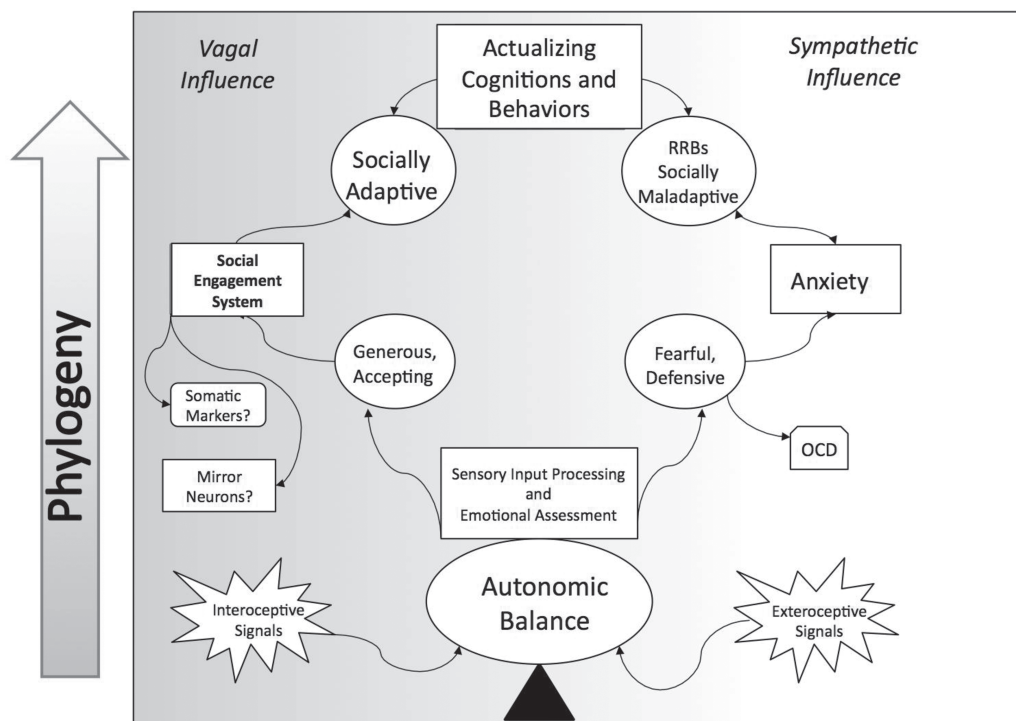 Vagal
Influence
Actualizing
Cognitions and
Behaviors
Sympathetic
Influence
Socially
Adaptive
RRBs
Socially
Maladaptive
Social
Engagement
System
Anxiety
Generous,
Accepting
Fearful,
Defensive
Somatic
Markers?
OCD
Mirror
Neurons?
Sensory Input Processing
and
Emotional Assessment
Phylogeny
Interoceptive
Signals
Autonomic
Balance
Exteroceptive
Signals